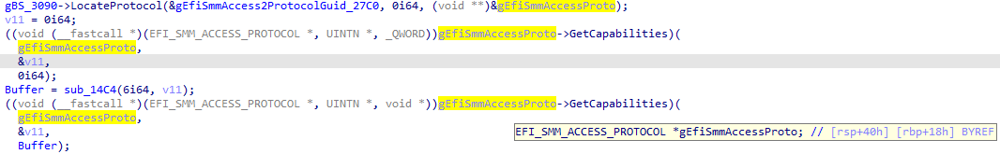 gBS_3090->LocateProtocol(&gEfiSmmAccess2ProtocolGuid_27C0, 0i64, (void **)&gEfiSmmAccessProto);
v11 = 0i64;
((void (__fastcall *)(EFI_SMM_ACCESS_PROTOCOL *, UINTN *, _QWORD))gEfiSmmAccessProto->GetCapabilities)(
gEfiSmmAccessProto,
&v11,
0i64);
Buffer = sub_14C4(6i64, v11);
((void (__fastcall *)(EFI_SMM_ACCESS_PROTOCOL *, UINTN *, void *))gEfiSmmAccessProto->GetCapabilities)(
gEfiSmmAccessProto,
&v11,
EFI_SMM_ACCESS_PROTOCOL *gEfiSmmAccessProto; // [rsp+40h] [rbp+18h] BYREF
Buffer);